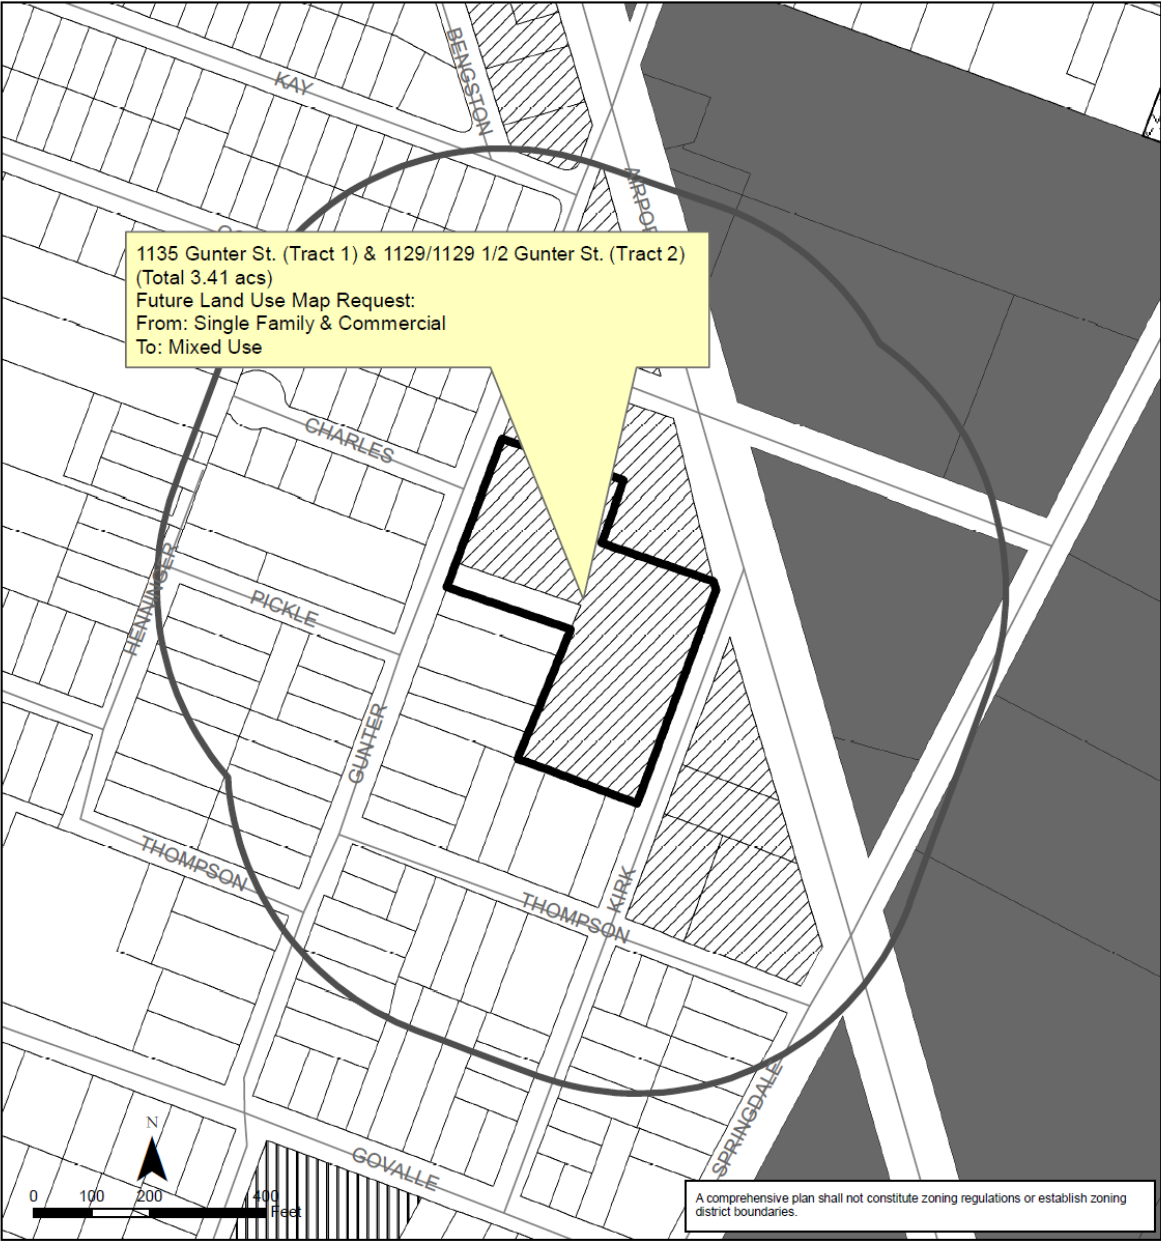 BENGSTON
KAY
1135 Gunter St. (Tract 1) & 1129/1129 1/2 Gunter St. (Tract 2)
(Total 3.41 acs)
Future Land Use Map Request:
From: Single Family & Commercial
To: Mixed Use
CHARLES
HENNINGER
PICKLE
GUNTER
THOMPSON
KIRK
THOMPSON
SPRINGDALE
GOVALLE
N
0 100 200 400
Feet
A comprehensive plan shall not constitute zoning regulations or establish zoning
district boundaries.